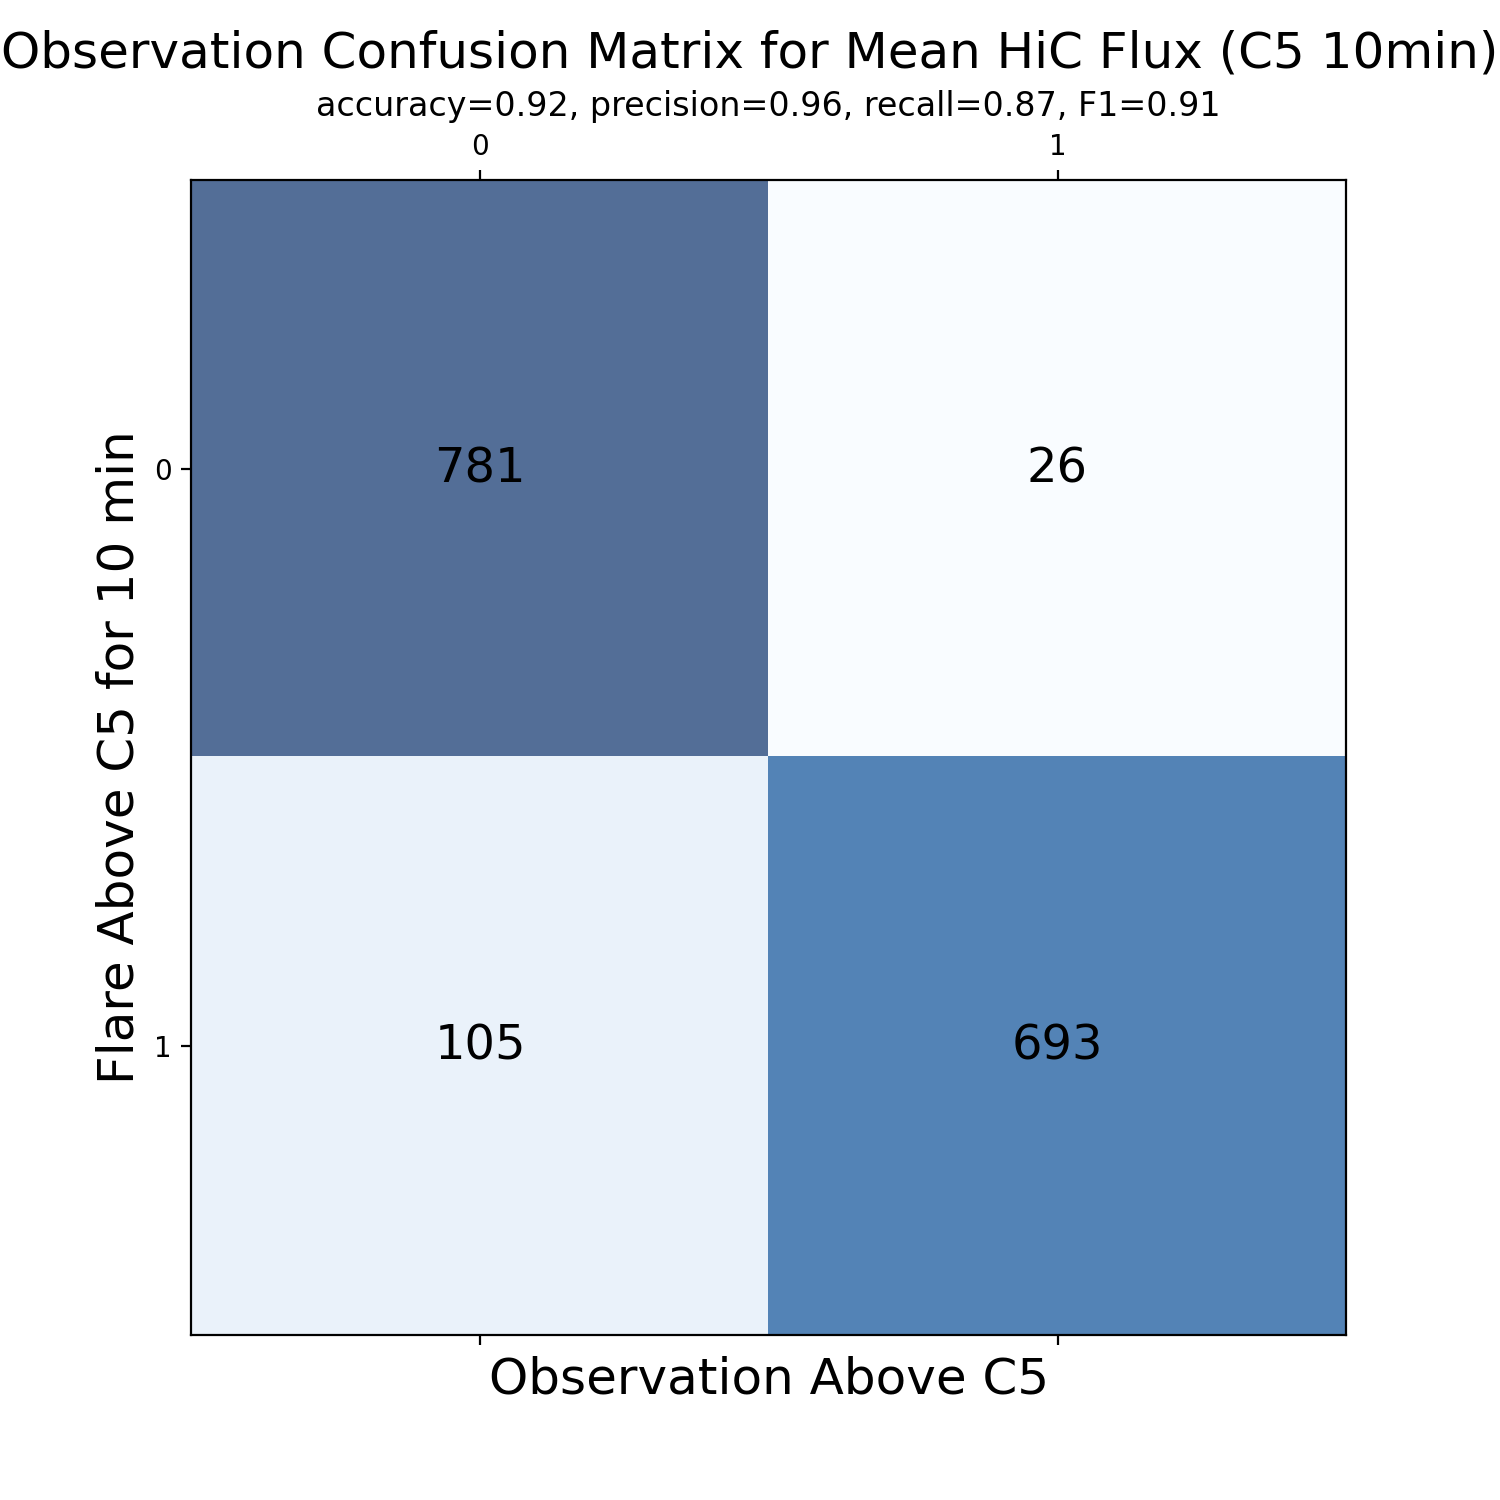 Observation Confusion Matrix for Mean HiC Flux (C5 10min)
accuracy=0.92, precision=0.96, recall=0.87, F1=0.91
0 1
Flare Above C5 for 10 min
0
781 26
1
105 693
Observation Above C5